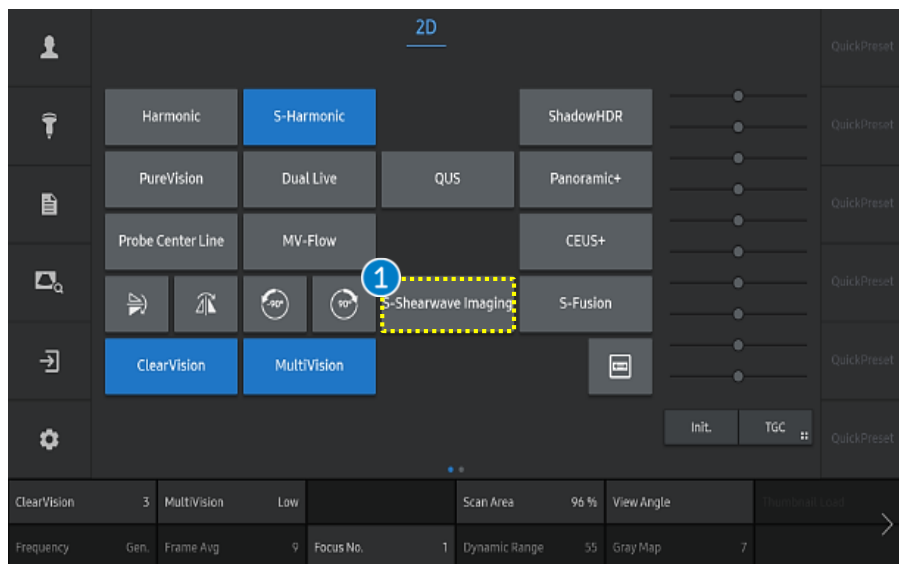 2D
QuickPreset
Harmonic
S-Harmonic
ShadowHDR
QuickPreset
PureVision
Dual Live
QUS
Panoramic+
QuickPreset
Probe Center Line
MV-Flow
CEUS+
1
-90°
90°
S-Shearwave Imaging
S-Fusion
QuickPreset
ClearVision
MultiVision
QuickPreset
Init.
TGC
QuickPreset
ClearVision 3
MultiVision Low
Scan Area 96 %
View Angle
Thumbnail Load
Frequency Gen.
Frame Avg 9
Focus No. 1
Dynamic Range 55
Gray Map 7